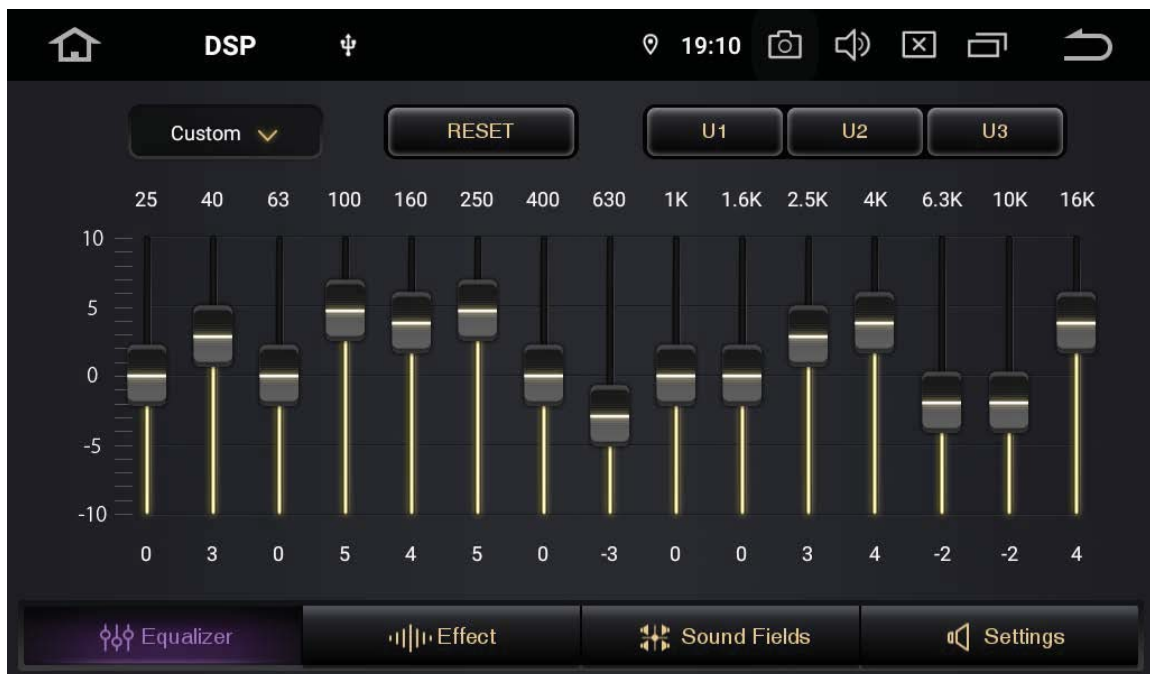 DSP 19:10
Custom RESET U1 U2 U3
25 40 63 100 160 250 400 630 1K 1.6K 2.5K 4K 6.3K 10K 16K
10
5
0
-5
-10
0 3 0 5 4 5 0 -3 0 0 3 4 -2 -2 4
Equalizer Effect Sound Fields Settings